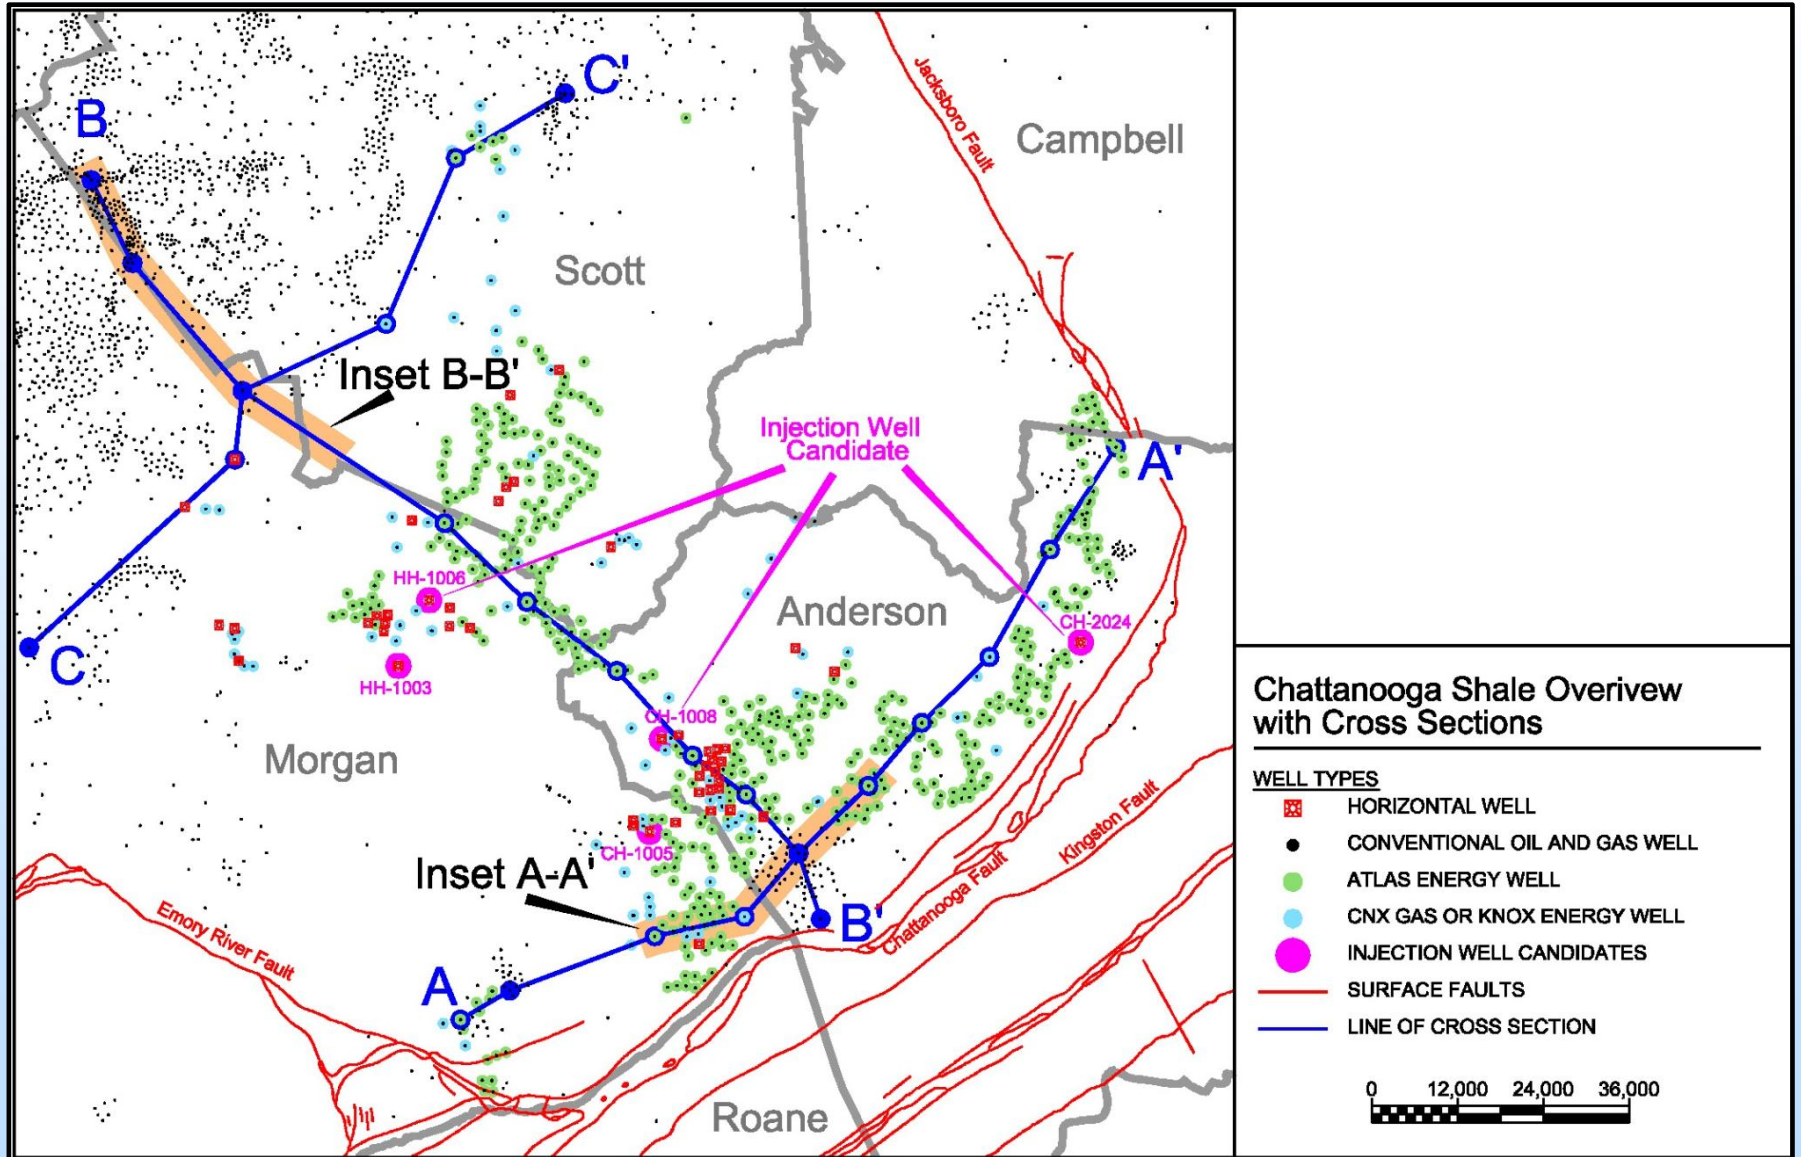 C'
B
Jacksboro Fault
Campbell
Scott
Inset B-B'
Injection Well
Candidate
A'
HH-1006
Anderson
CH-2024
C
HH-1003
CH-1008
Morgan
Kingston Fault
CH-1005
Inset A-A'
B'
Chattanooga Fault
Emory River Fault
A
Roane
Chattanooga Shale Overivew
with Cross Sections
WELL TYPES
HORIZONTAL WELL
CONVENTIONAL OIL AND GAS WELL
ATLAS ENERGY WELL
CNX GAS OR KNOX ENERGY WELL
INJECTION WELL CANDIDATES
SURFACE FAULTS
LINE OF CROSS SECTION
0 12,000 24,000 36,000